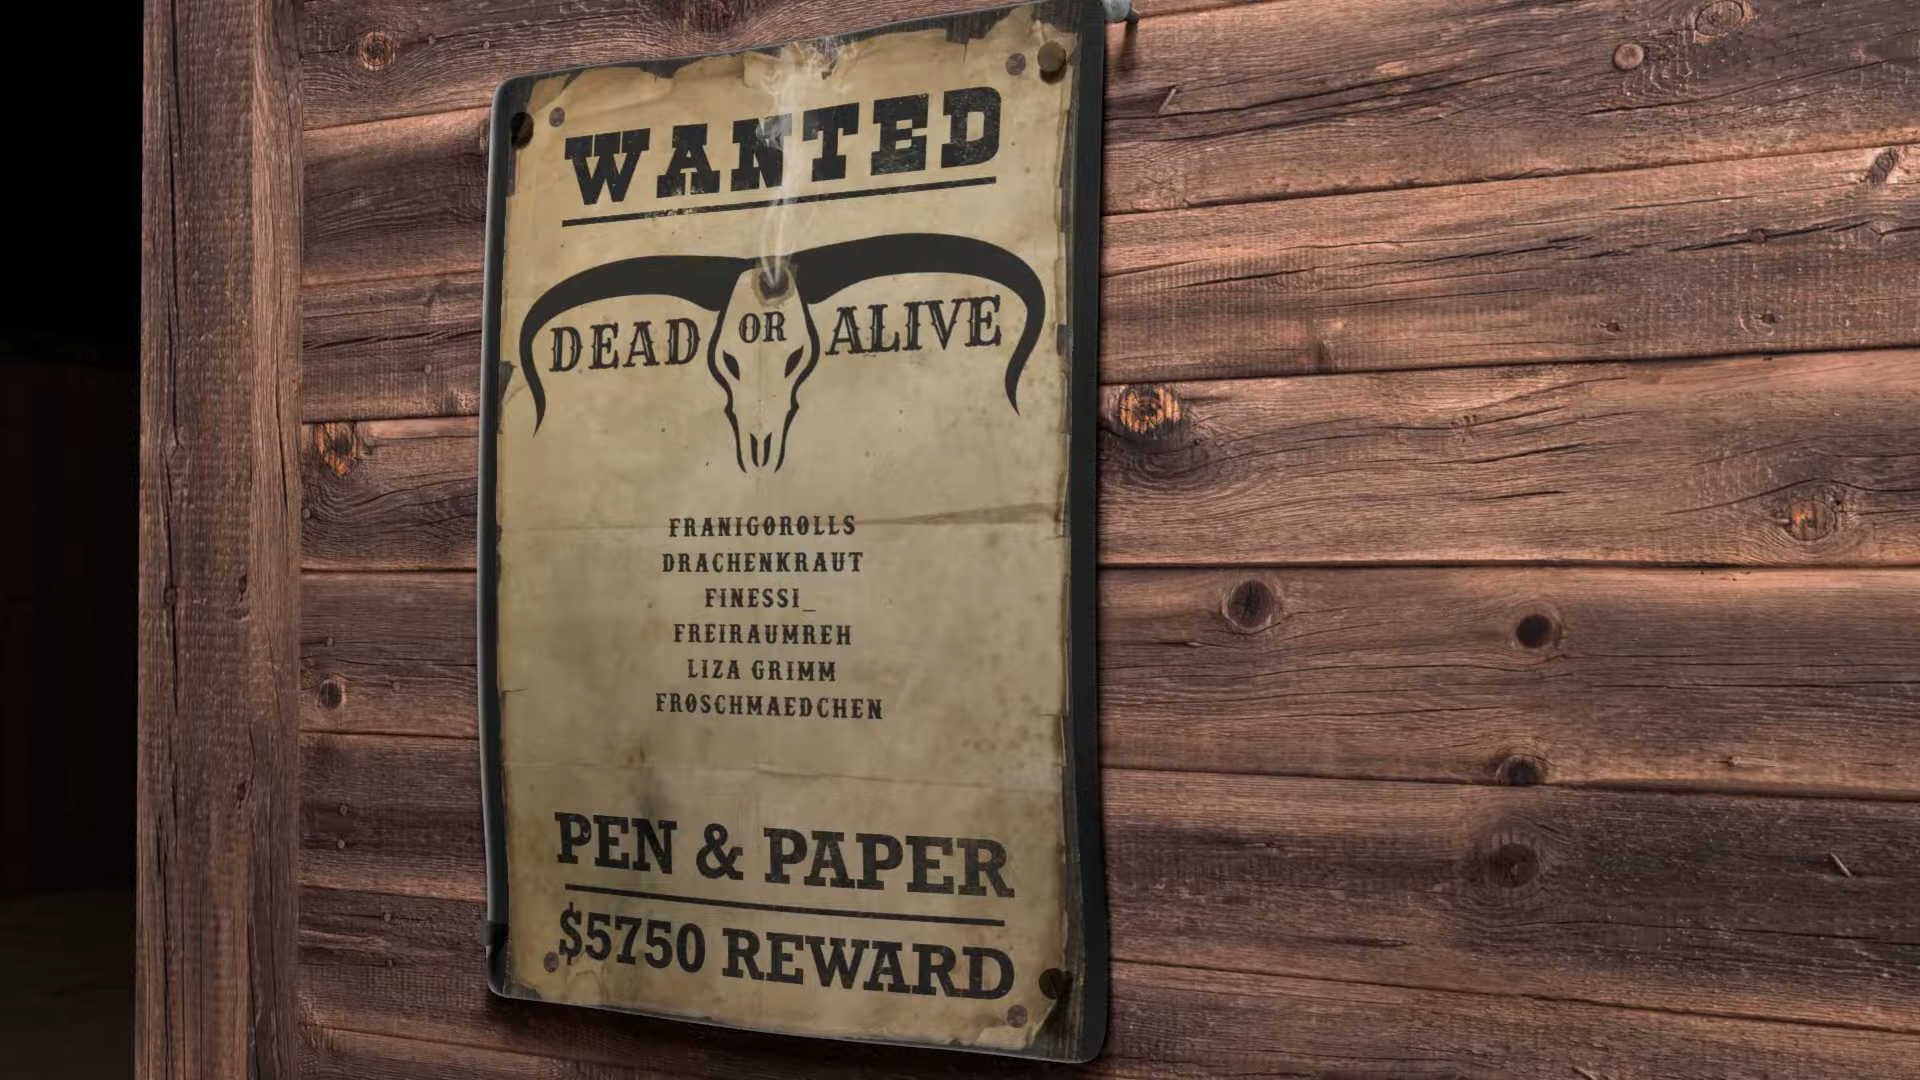 WANTED
DEAD OR ALIVE
FRANIGOROLLS
DRACHENKRAUT
FINESSI_
FREIRAUMREH
LIZA GRIMM
FROSCHMAEDCHEN
PEN & PAPER
$5750 REWARD